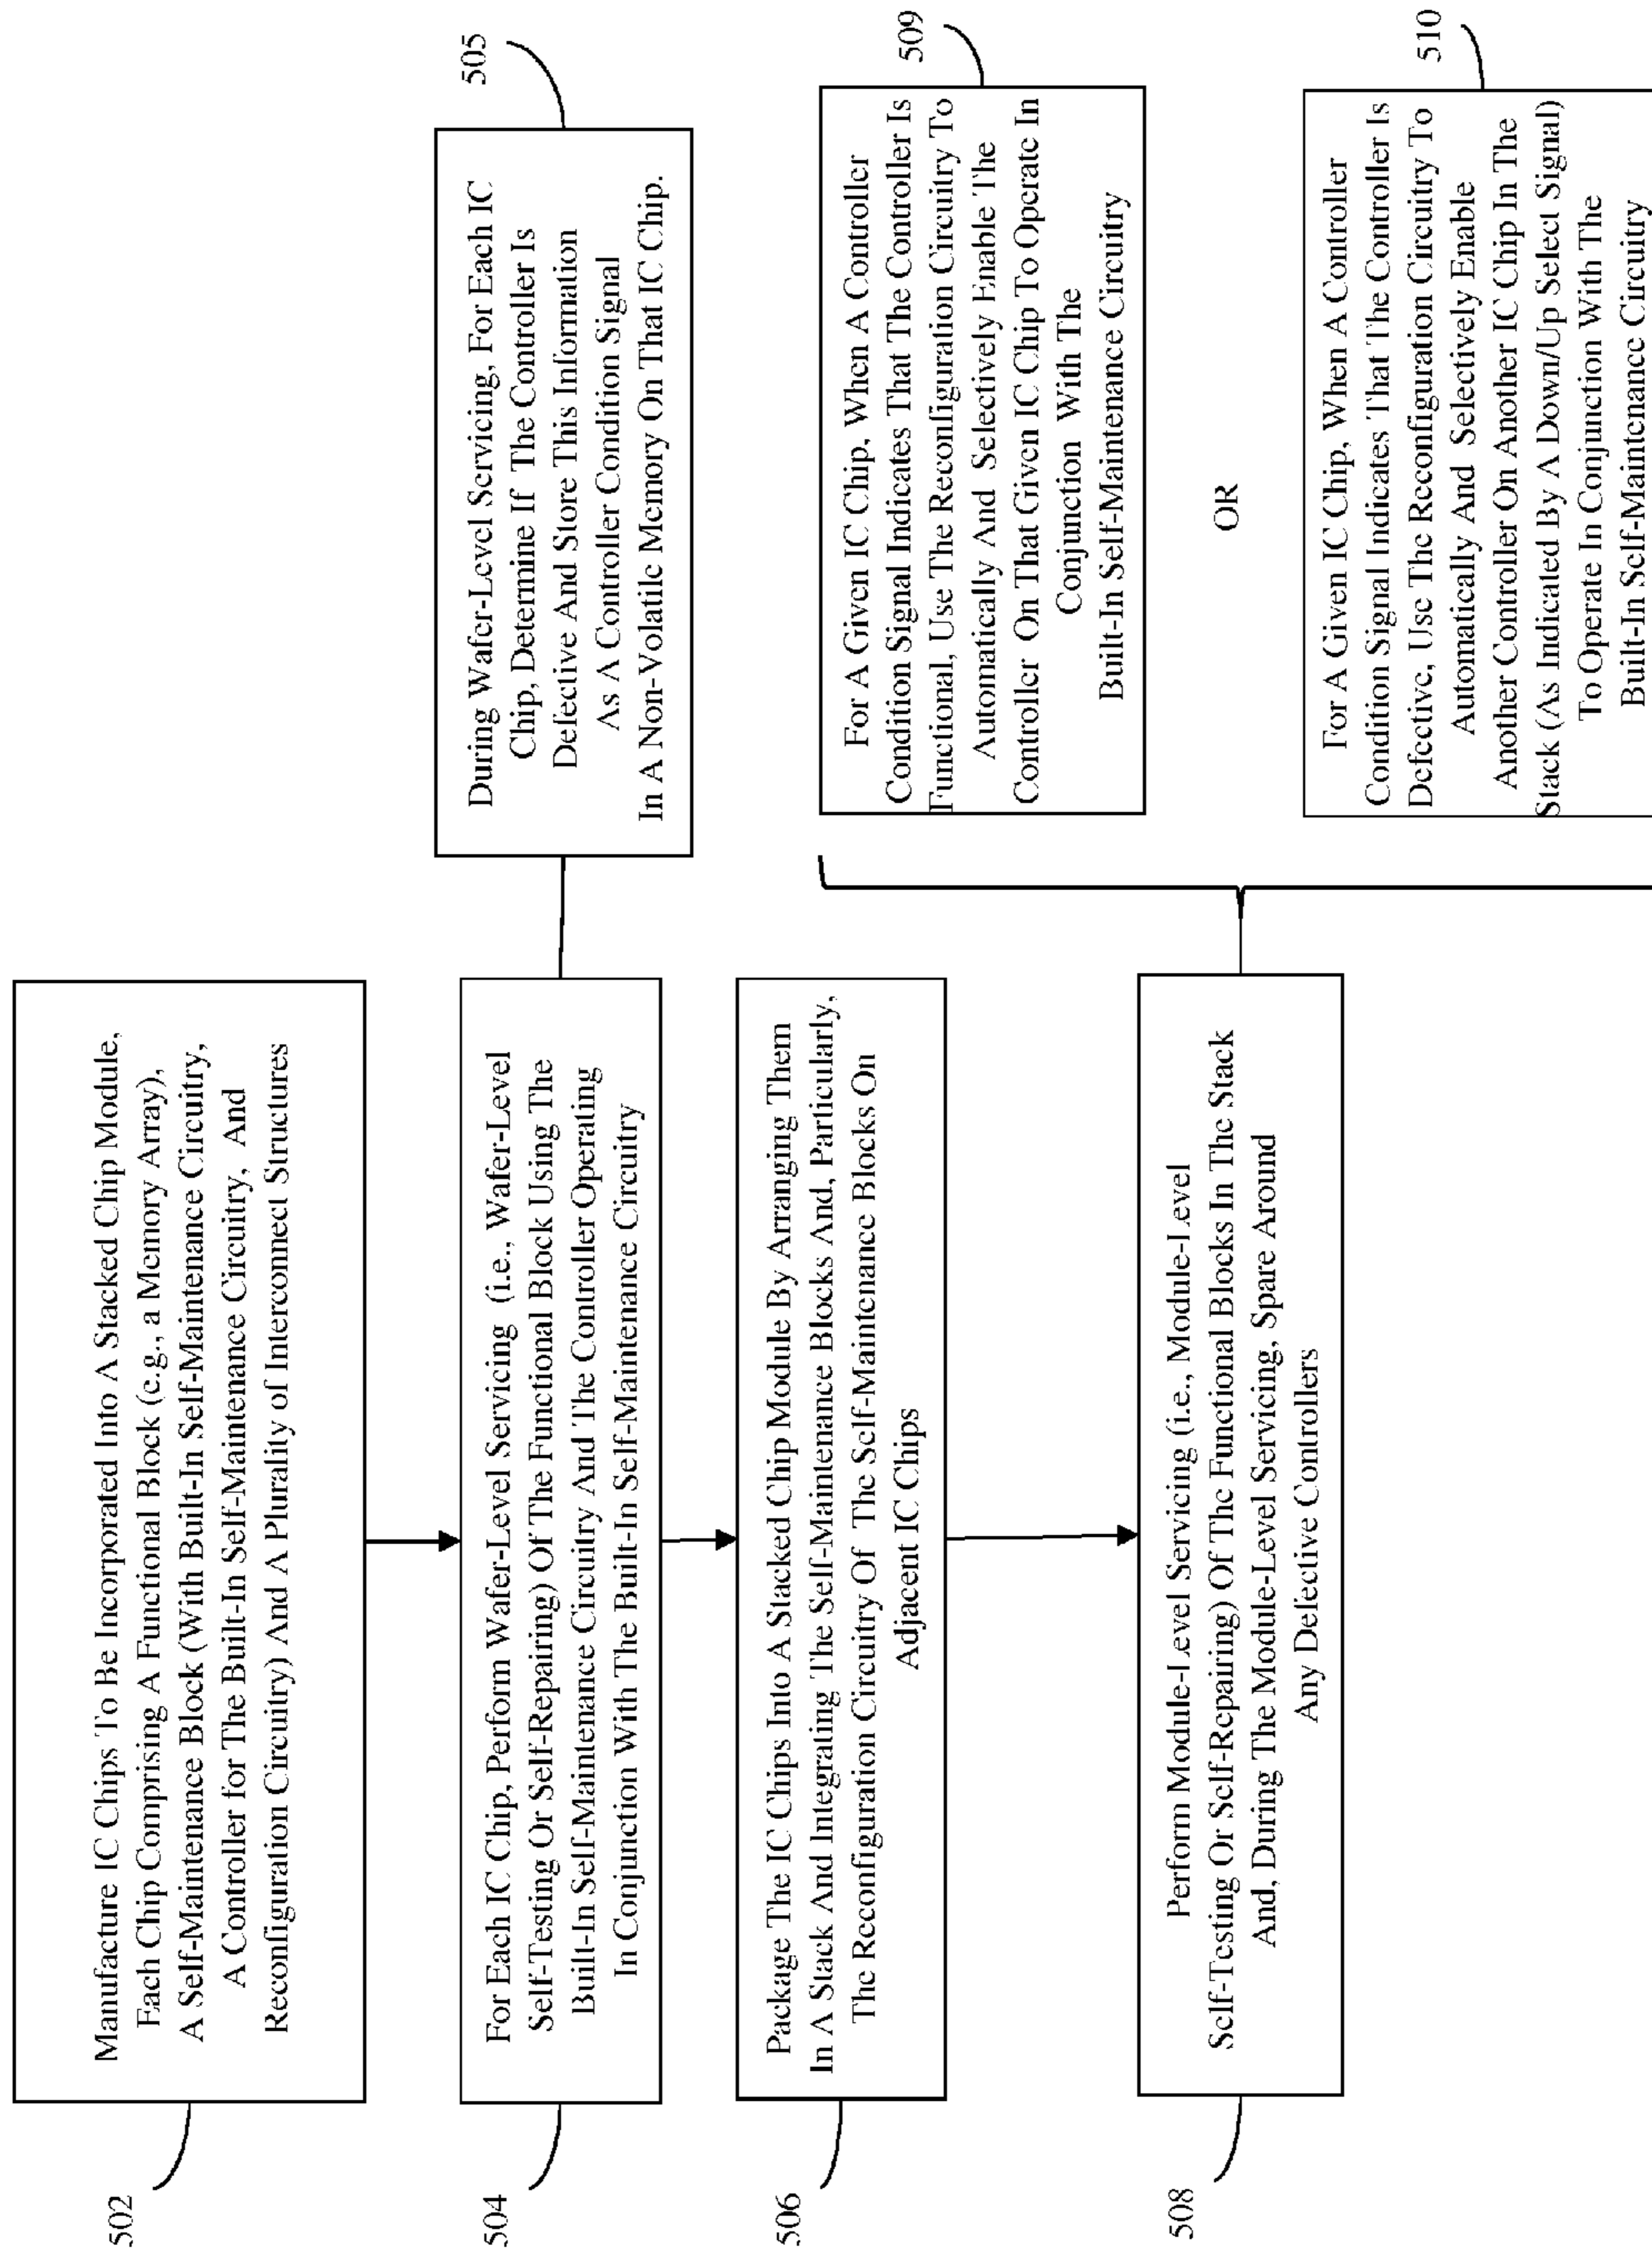 502
Manufacture IC Chips To Be Incorporated Into A Stacked Chip Module,
Each Chip Comprising A Functional Block (e.g., a Memory Array),
A Self-Maintenance Block (With Built-In Self-Maintenance Circuitry,
A Controller for The Built-In Self-Maintenance Circuitry, And
Reconfiguration Circuitry) And A Plurality of Interconnect Structures
504
For Each IC Chip, Perform Wafer-Level Servicing (i.e., Wafer-Level
Self-Testing Or Self-Repairing) Of The Functional Block Using The
Built-In Self-Maintenance Circuitry And The Controller Operating
In Conjunction With The Built-In Self-Maintenance Circuitry
505
During Wafer-Level Servicing, For Each IC
Chip, Determine If The Controller Is
Defective And Store This Information
As A Controller Condition Signal
In A Non-Volatile Memory On That IC Chip.
506
Package The IC Chips Into A Stacked Chip Module By Arranging Them
In A Stack And Integrating The Self-Maintenance Blocks And, Particularly,
The Reconfiguration Circuitry Of The Self-Maintenance Blocks On
Adjacent IC Chips
508
Perform Module-Level Servicing (i.e., Module-Level
Self-Testing Or Self-Repairing) Of The Functional Blocks In The Stack
And, During The Module-Level Servicing, Spare Around
Any Defective Controllers
509
For A Given IC Chip, When A Controller
Condition Signal Indicates That The Controller Is
Functional, Use The Reconfiguration Circuitry To
Automatically And Selectively Enable The
Controller On That Given IC Chip To Operate In
Conjunction With The
Built-In Self-Maintenance Circuitry
OR
510
For A Given IC Chip, When A Controller
Condition Signal Indicates That The Controller Is
Defective, Use The Reconfiguration Circuitry To
Automatically And Selectively Enable
Another Controller On Another IC Chip In The
Stack (As Indicated By A Down/Up Select Signal)
To Operate In Conjunction With The
Built-In Self-Maintenance Circuitry